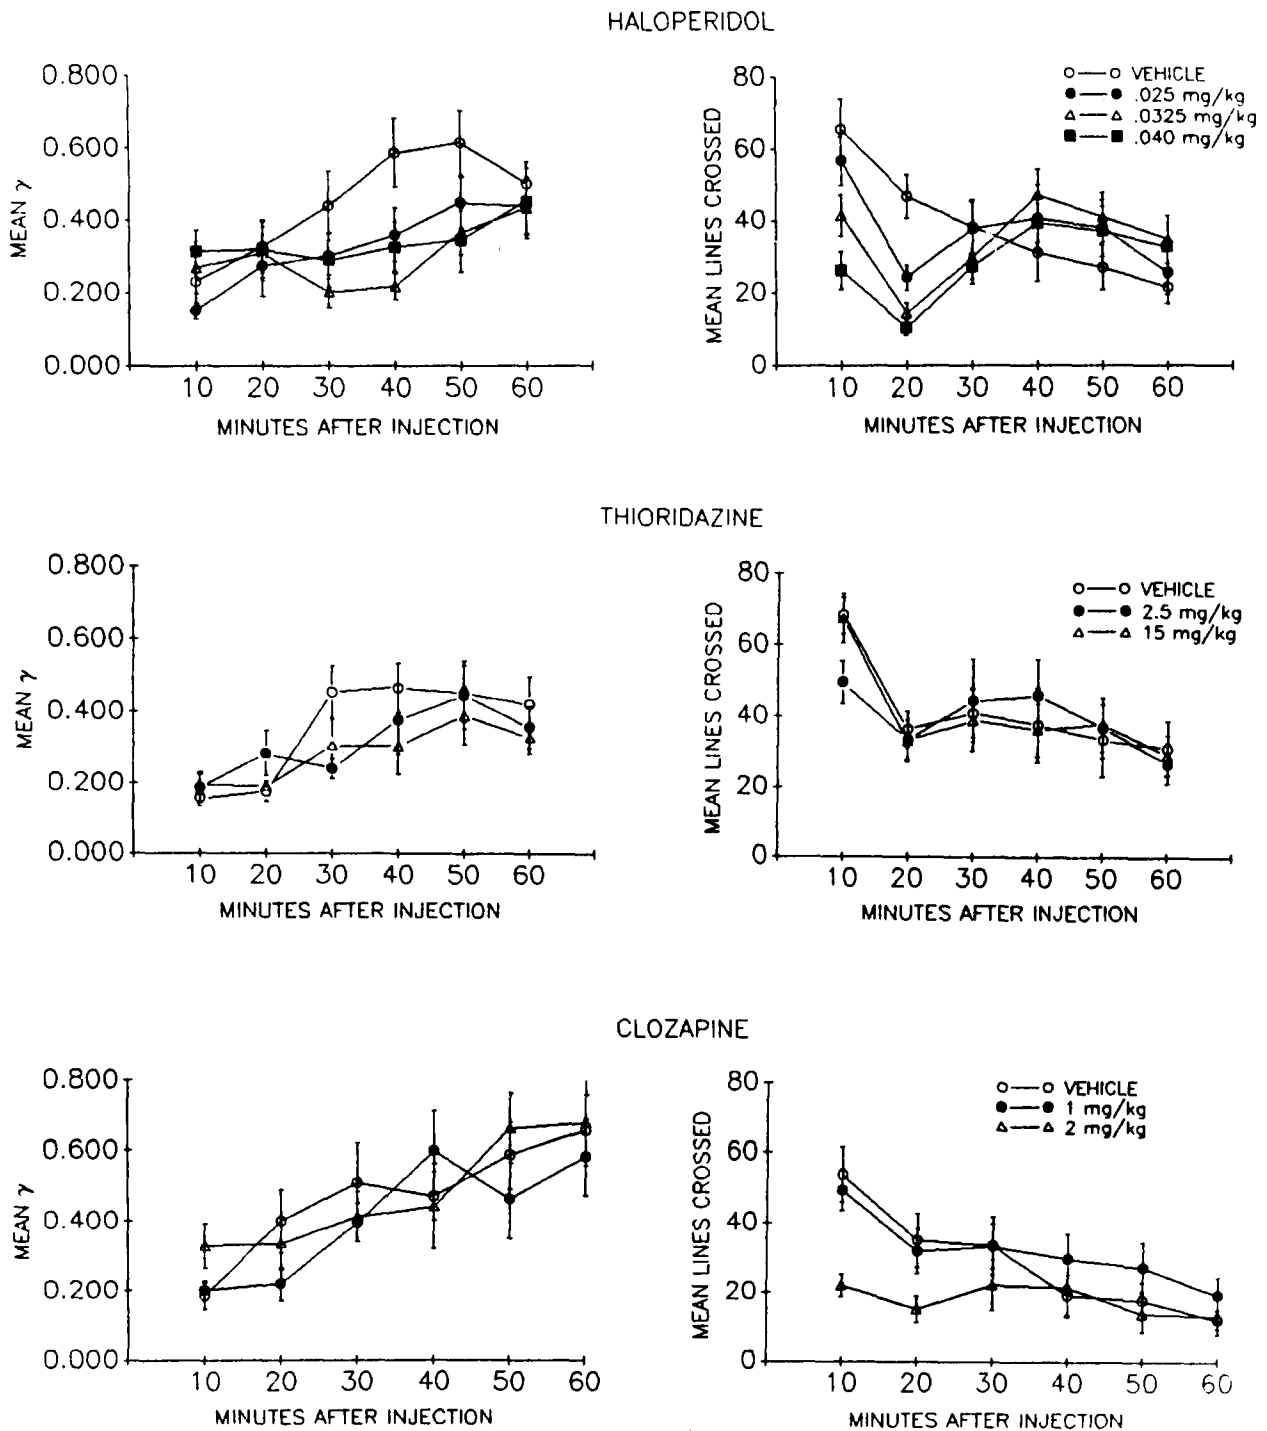 HALOPERIDOL
0.800
0.600
0.400
0.200
0.000
MEAN γ
10 20 30 40 50 60
MINUTES AFTER INJECTION
80
60
40
20
0
MEAN LINES CROSSED
10 20 30 40 50 60
MINUTES AFTER INJECTION
VEHICLE
.025 mg/kg
.0325 mg/kg
.040 mg/kg
THIORIDAZINE
0.800
0.600
0.400
0.200
0.000
MEAN γ
10 20 30 40 50 60
MINUTES AFTER INJECTION
80
60
40
20
0
MEAN LINES CROSSED
10 20 30 40 50 60
MINUTES AFTER INJECTION
VEHICLE
2.5 mg/kg
15 mg/kg
CLOZAPINE
0.800
0.600
0.400
0.200
0.000
MEAN γ
10 20 30 40 50 60
MINUTES AFTER INJECTION
80
60
40
20
0
MEAN LINES CROSSED
10 20 30 40 50 60
MINUTES AFTER INJECTION
VEHICLE
1 mg/kg
2 mg/kg